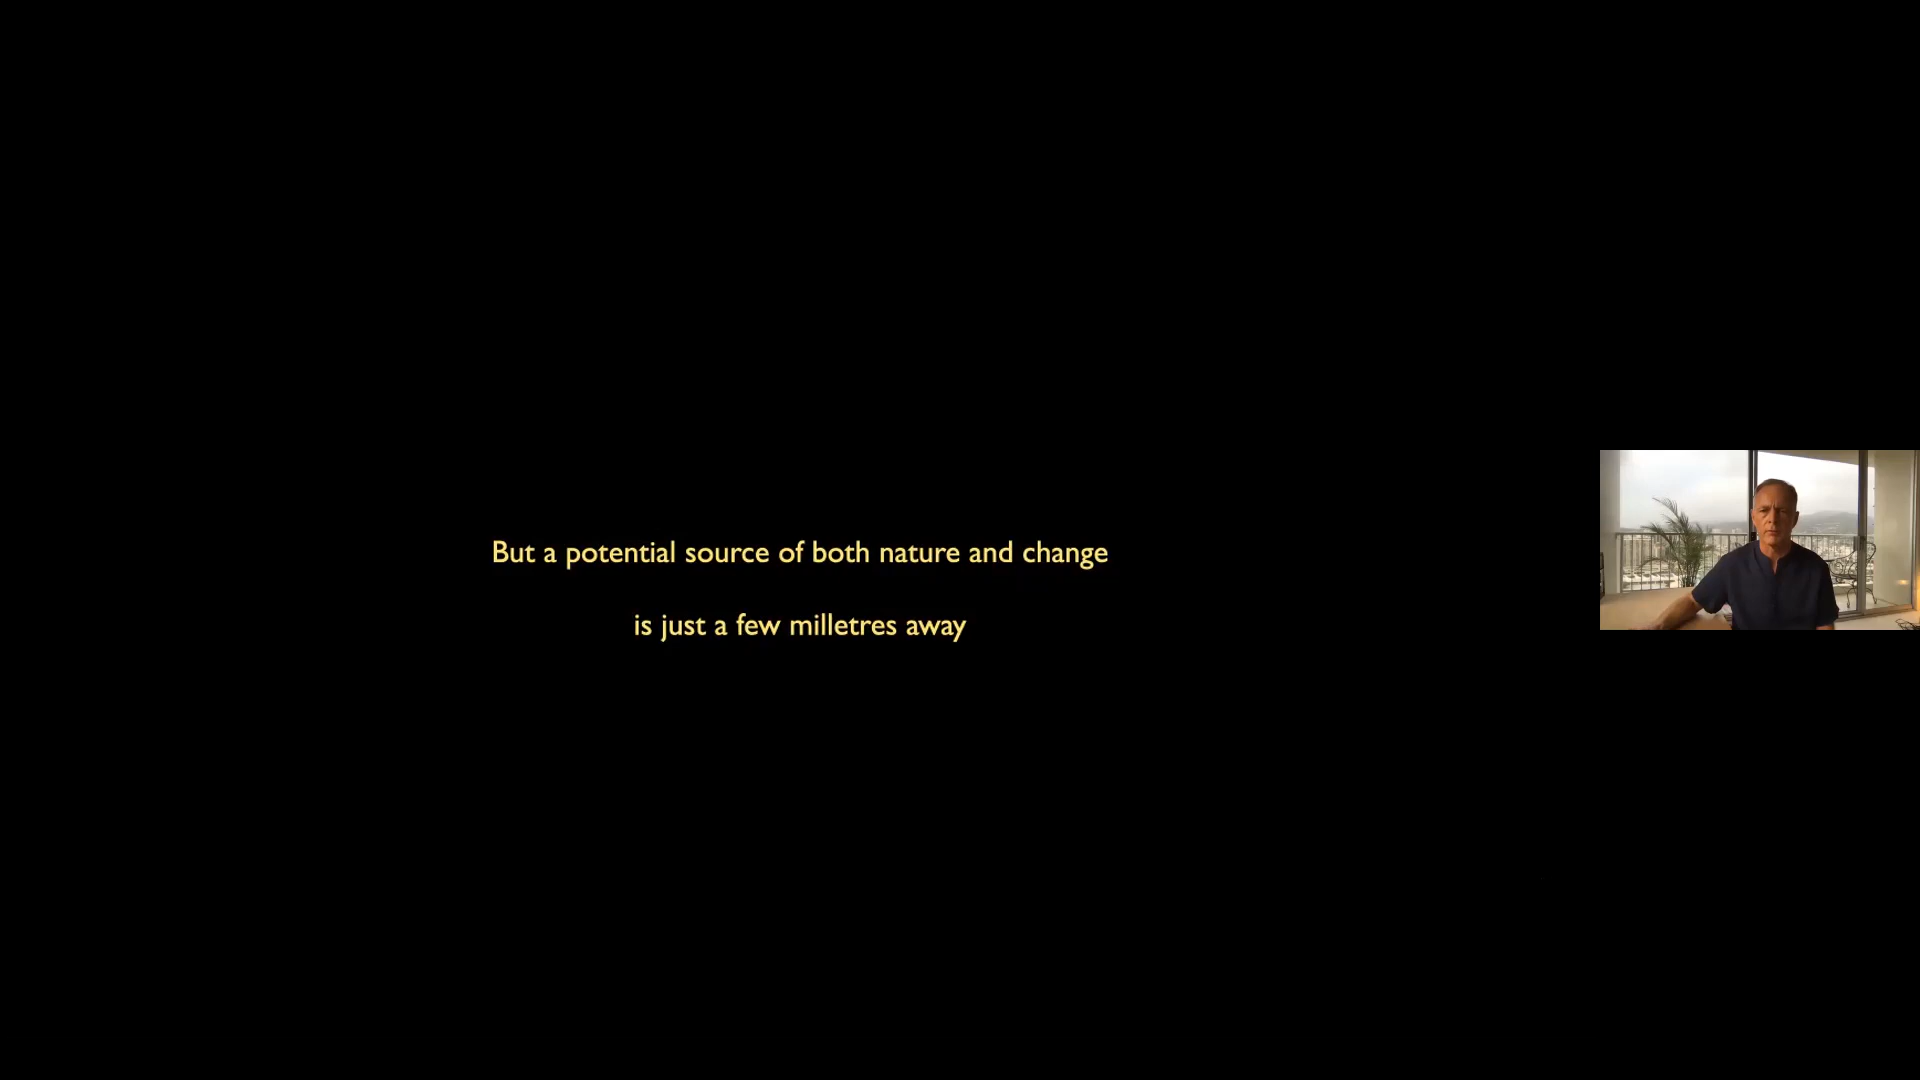 But a potential source of both nature and change
is just a few milletres away